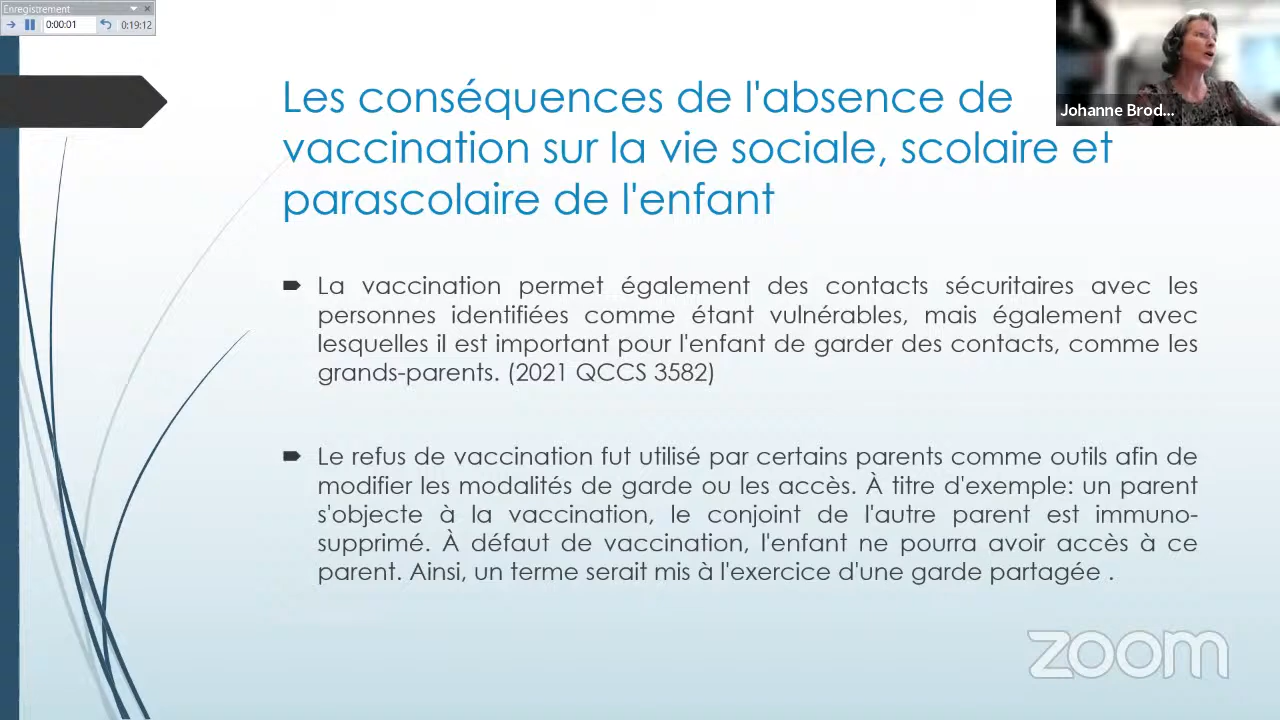 Enregistrement
0:00:01
0:19:12
Johanne Brod...
Les conséquences de l'absence de
vaccination sur la vie sociale, scolaire et
parascolaire de l'enfant
La vaccination permet également des contacts sécuritaires avec les
personnes identifiées comme étant vulnérables, mais également avec
lesquelles il est important pour l'enfant de garder des contacts, comme les
grands-parents. (2021 QCCS 3582)
Le refus de vaccination fut utilisé par certains parents comme outils afin de
modifier les modalités de garde ou les accès. À titre d'exemple: un parent
s'objecte à la vaccination, le conjoint de l'autre parent est immuno-
supprimé. À défaut de vaccination, l'enfant ne pourra avoir accès à ce
parent. Ainsi, un terme serait mis à l'exercice d'une garde partagée .
zoom